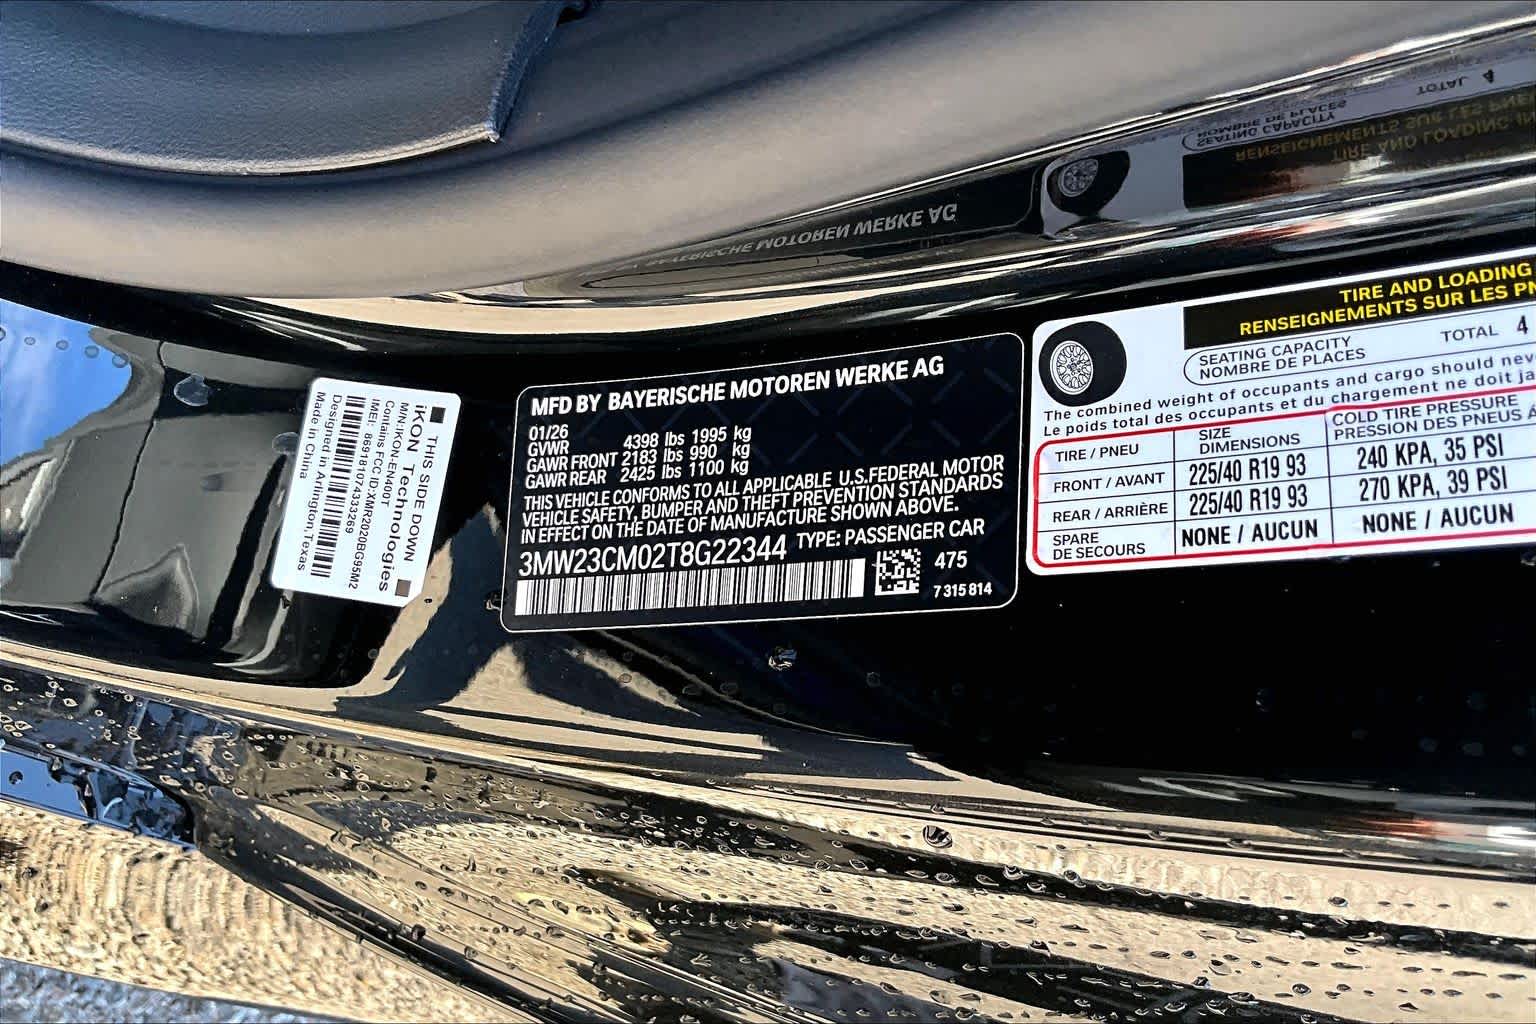 THIS SIDE DOWN
iKON Technologies
M/N:IKON-EN400T
Contains FCC ID:XMR2020BG95M2
IMEI: 869181074333269
Designed in Arlington,Texas
Made in China
MFD BY BAYERISCHE MOTOREN WERKE AG
01/26
GVWR 4398 lbs 1995 kg
GAWR FRONT 2183 lbs 990 kg
GAWR REAR 2425 lbs 1100 kg
THIS VEHICLE CONFORMS TO ALL APPLICABLE U.S.FEDERAL MOTOR
VEHICLE SAFETY, BUMPER AND THEFT PREVENTION STANDARDS
IN EFFECT ON THE DATE OF MANUFACTURE SHOWN ABOVE.
3MW23CM02T8G22344 TYPE: PASSENGER CAR
475
7 315 814
TIRE AND LOADING
RENSEIGNEMENTS SUR LES PN
SEATING CAPACITY
NOMBRE DE PLACES
TOTAL 4
The combined weight of occupants and cargo should nev
Le poids total des occupants et du chargement ne doit ja
TIRE / PNEU
SIZE
DIMENSIONS
COLD TIRE PRESSURE
PRESSION DES PNEUS À
FRONT / AVANT 225/40 R19 93 240 KPA, 35 PSI
REAR / ARRIÈRE 225/40 R19 93 270 KPA, 39 PSI
SPARE
DE SECOURS
NONE / AUCUN NONE / AUCUN